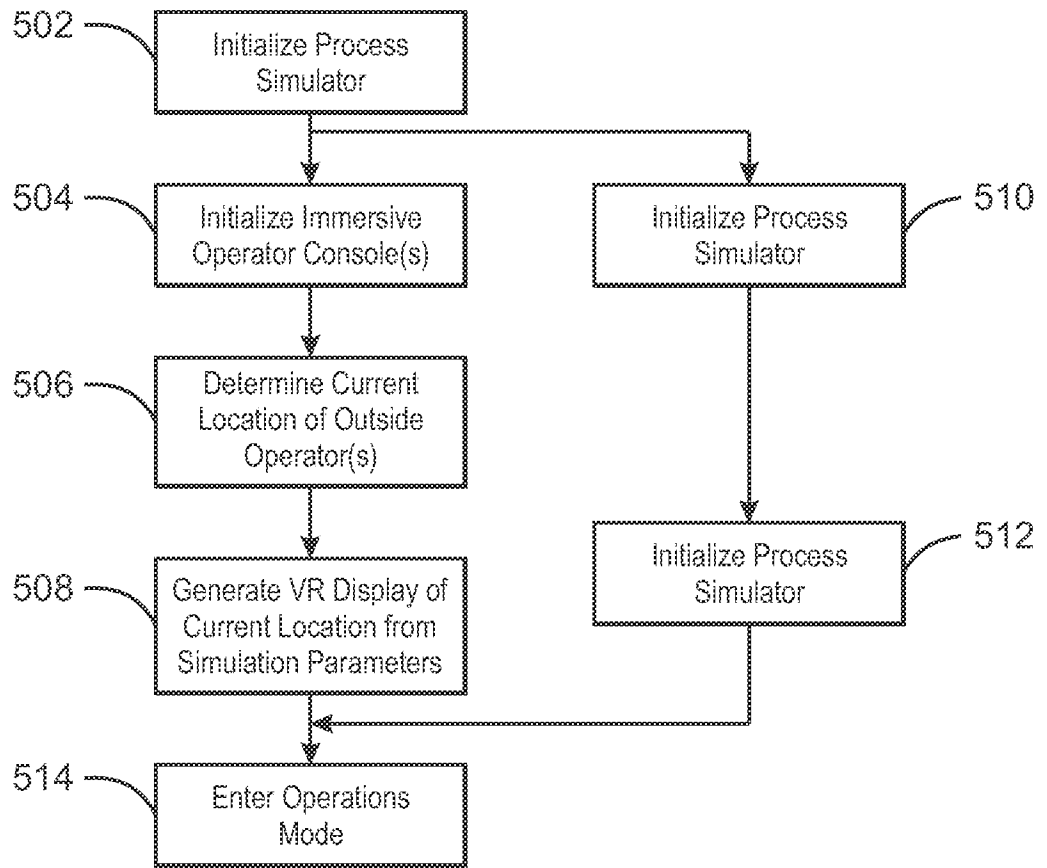 502
Initialize Process
Simulator
504
Initialize Immersive
Operator Console(s)
510
Initialize Process
Simulator
506
Determine Current
Location of Outside
Operator(s)
508
Generate VR Display of
Current Location from
Simulation Parameters
512
Initialize Process
Simulator
514
Enter Operations
Mode